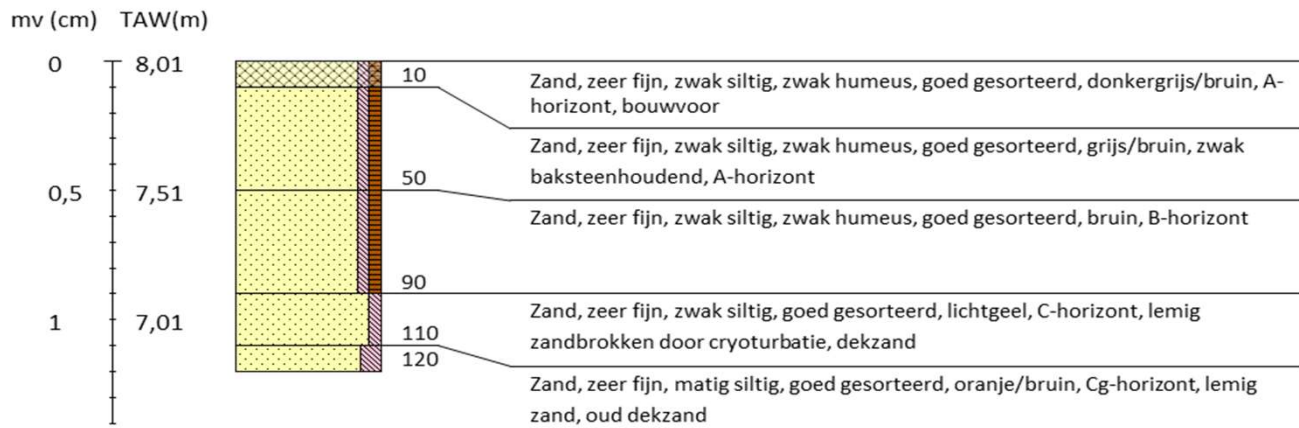 mv (cm) TAW(m)
0 8,01
10
Zand, zeer fijn, zwak siltig, zwak humeus, goed gesorteerd, donkergrijs/bruin, A-
horizont, bouwvoor
Zand, zeer fijn, zwak siltig, zwak humeus, goed gesorteerd, grijs/bruin, zwak
baksteenhoudend, A-horizont
50
0,5 7,51
Zand, zeer fijn, zwak siltig, zwak humeus, goed gesorteerd, bruin, B-horizont
90
Zand, zeer fijn, zwak siltig, goed gesorteerd, lichtgeel, C-horizont, lemig
zandbrokken door cryoturbatie, dekzand
1 7,01
110
120
Zand, zeer fijn, matig siltig, goed gesorteerd, oranje/bruin, Cg-horizont, lemig
zand, oud dekzand